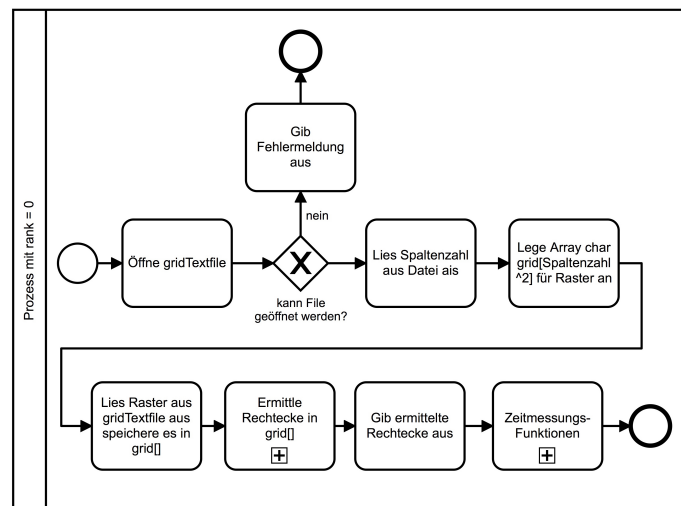 Prozess mit rank = 0
Gib
Fehlermeldung
aus
nein
Öffne gridTextfile
kann File
geöffnet werden?
Lies Spaltenzahl
aus Datei ais
Lege Array char
grid[Spaltenzahl
^2] für Raster an
Lies Raster aus
gridTextfile aus
speichere es in
grid[]
Ermittle
Rechtecke in
grid[]
Gib ermittelte
Rechtecke aus
Zeitmessungs-
Funktionen